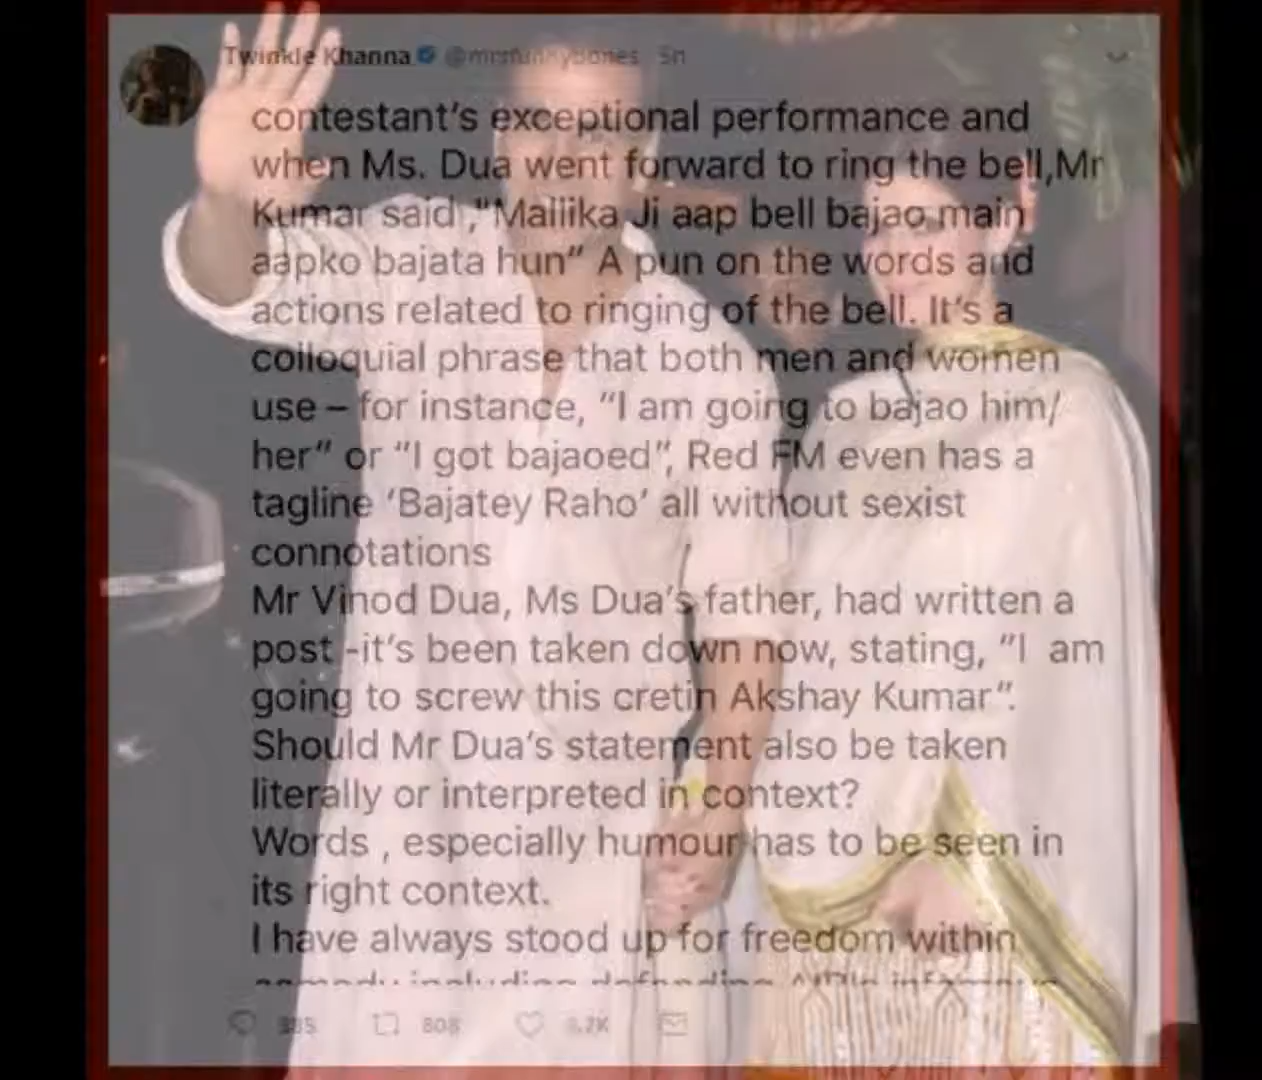 Twinkle Khanna @mrsfunnybones 5h
contestant's exceptional performance and
when Ms. Dua went forward to ring the bell,Mr
Kumar said ,"Mallika Ji aap bell bajao main
aapko bajata hun" A pun on the words and
actions related to ringing of the bell. It's a
colloquial phrase that both men and women
use – for instance, "I am going to bajao him/
her" or "I got bajaoed", Red FM even has a
tagline 'Bajatey Raho' all without sexist
connotations
Mr Vinod Dua, Ms Dua's father, had written a
post -it's been taken down now, stating, "I am
going to screw this cretin Akshay Kumar".
Should Mr Dua's statement also be taken
literally or interpreted in context?
Words , especially humour has to be seen in
its right context.
I have always stood up for freedom within
808